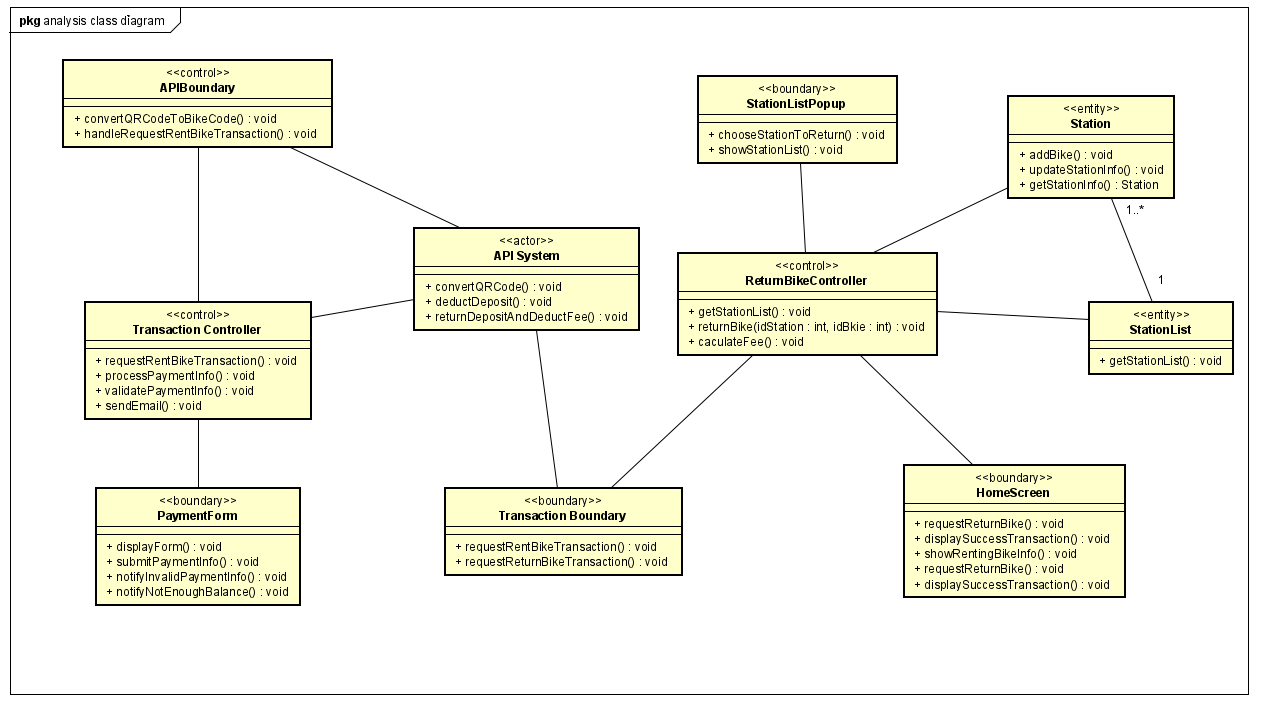 pkg analysis class dìagram
<<control>>
APIBoundary
+ convertQRCodeToBikeCode() : void
+ handleRequestRentBikeTransaction() : void
<<boundary>>
StationListPopup
+ chooseStationToReturn() : void
+ showStationList() : void
<<entity>>
Station
+ addBike() : void
+ updateStationInfo() : void
+ getStationInfo() : Station
1..*
1
<<actor>>
API System
+ convertQRCode() : void
+ deductDeposit() : void
+ returnDepositAndDeductFee() : void
<<control>>
ReturnBikeController
+ getStationList() : void
+ returnBike(idStation : int, idBkie : int) : void
+ caculateFee() : void
<<entity>>
StationList
+ getStationList() : void
<<control>>
Transaction Controller
+ requestRentBikeTransaction() : void
+ processPaymentInfo() : void
+ validatePaymentInfo() : void
+ sendEmail() : void
<<boundary>>
PaymentForm
+ displayForm() : void
+ submitPaymentInfo() : void
+ notifyInvalidPaymentInfo() : void
+ notifyNotEnoughBalance() : void
<<boundary>>
Transaction Boundary
+ requestRentBikeTransaction() : void
+ requestReturnBikeTransaction() : void
<<boundary>>
HomeScreen
+ requestReturnBike() : void
+ displaySuccessTransaction() : void
+ showRentingBikeInfo() : void
+ requestReturnBike() : void
+ displaySuccessTransaction() : void